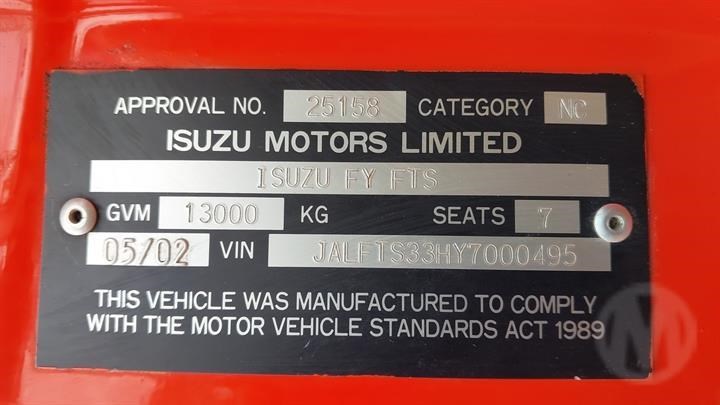 APPROVAL NO. 25158 CATEGORY NC
ISUZU MOTORS LIMITED
ISUZU FY FTS
GVM 13000 KG SEATS 7
05/02 VIN JALFTS33HY7000495
THIS VEHICLE WAS MANUFACTURED TO COMPLY
WITH THE MOTOR VEHICLE STANDARDS ACT 1989
M